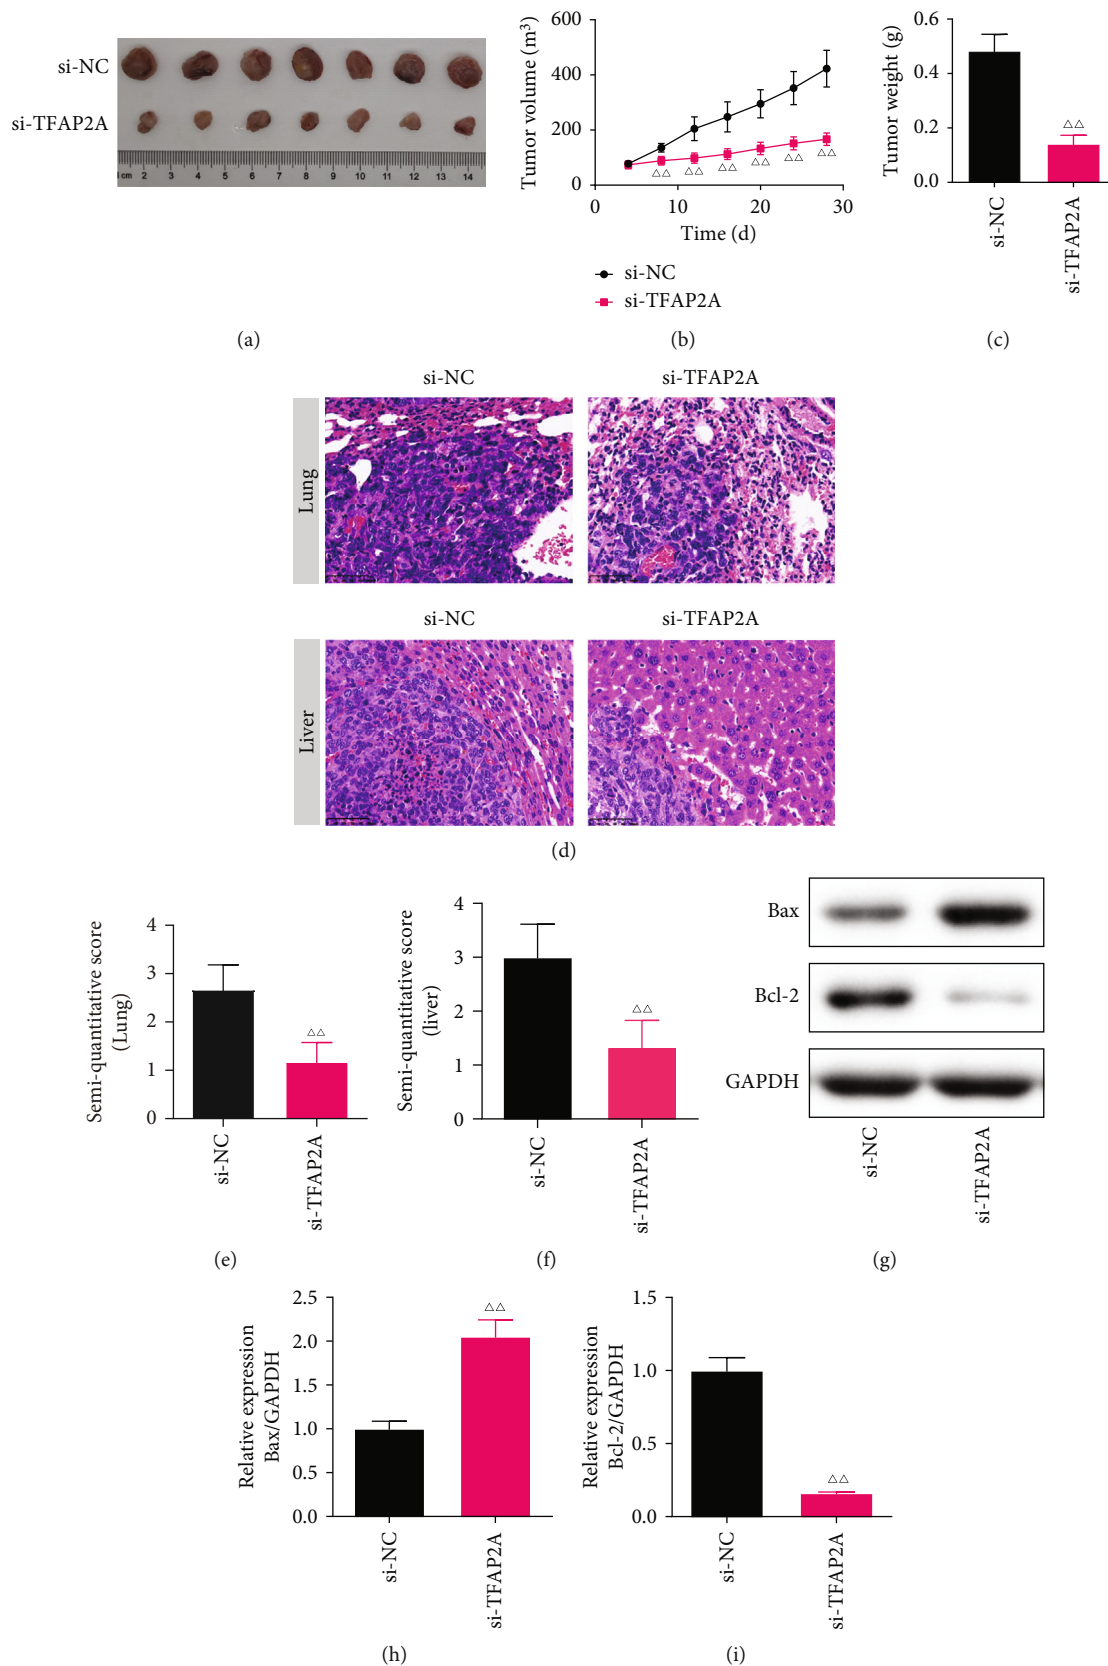 si-NC
si-TFAP2A
1 cm 2 3 4 5 6 7 8 9 10 11 12 13 14
(a)
Tumor volume (m³)
600
400
200
0
0 10 20 30
Time (d)
△△ △△ △△ △△ △△ △△
si-NC
si-TFAP2A
(b)
Tumor weight (g)
0.6
0.4
0.2
0.0
△△
si-NC
si-TFAP2A
(c)
si-NC
si-TFAP2A
Lung
si-NC
si-TFAP2A
Liver
(d)
Semi-quantitative score
(Lung)
4
3
2
1
0
△△
si-NC
si-TFAP2A
(e)
Semi-quantitative score
(liver)
4
3
2
1
0
△△
si-NC
si-TFAP2A
(f)
Bax
Bcl-2
GAPDH
si-NC
si-TFAP2A
(g)
Relative expression
Bax/GAPDH
2.5
2.0
1.5
1.0
0.5
0.0
△△
si-NC
si-TFAP2A
(h)
Relative expression
Bcl-2/GAPDH
1.5
1.0
0.5
0.0
△△
si-NC
si-TFAP2A
(i)